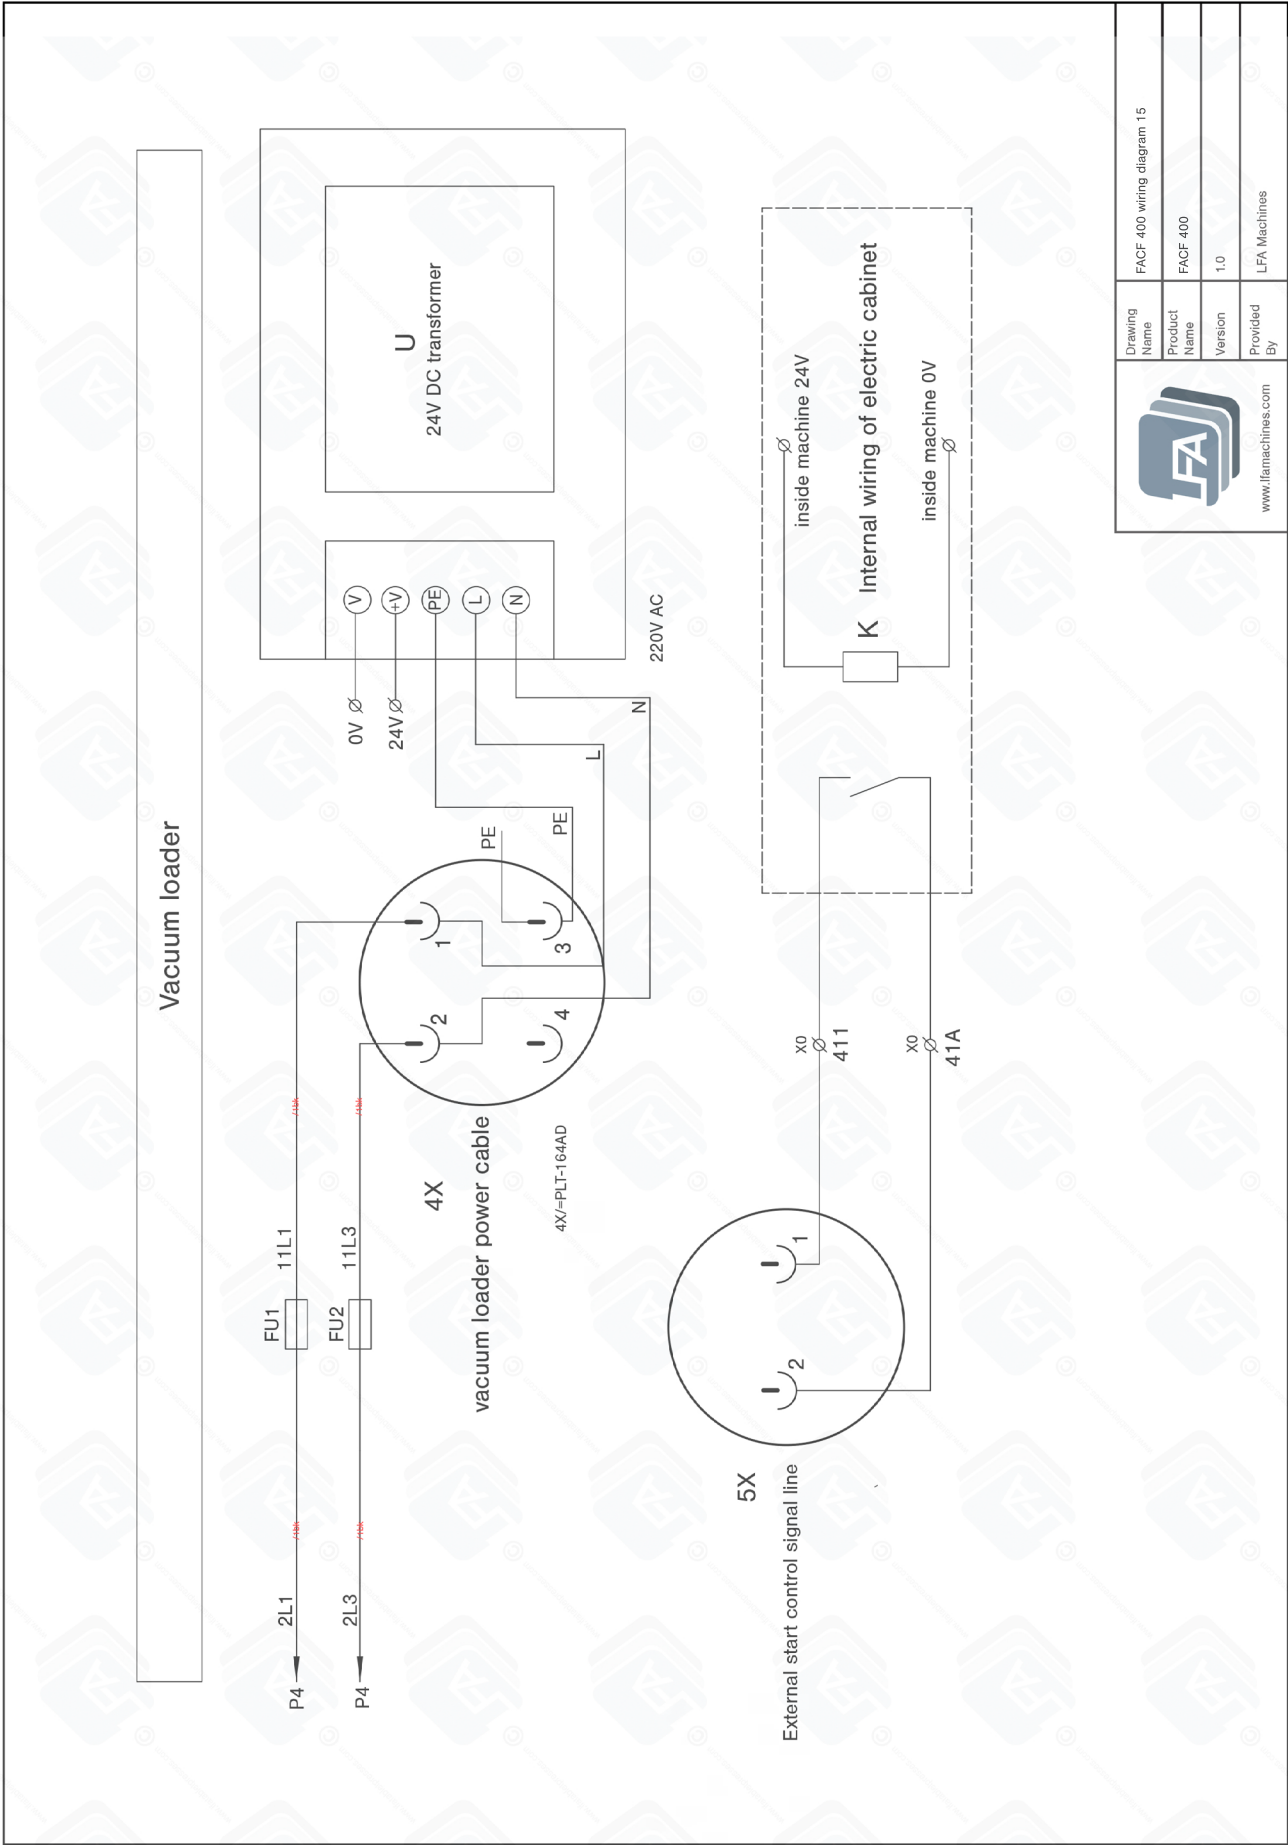 Vacuum loader
P4
2L1
FU1
11L1
P4
2L3
FU2
11L3
4X
vacuum loader power cable
4X/=PLT-164AD
1
2
3
4
PE
PE
L
N
0V
24V
V
+V
PE
L
N
U
24V DC transformer
220V AC
5X
External start control signal line
1
2
X0
411
X0
41A
K
inside machine 24V
Internal wiring of electric cabinet
inside machine 0V
LFA
www.lfamachines.com
Drawing
Name
FACF 400 wiring diagram 15
Product
Name
FACF 400
Version
1.0
Provided
By
LFA Machines